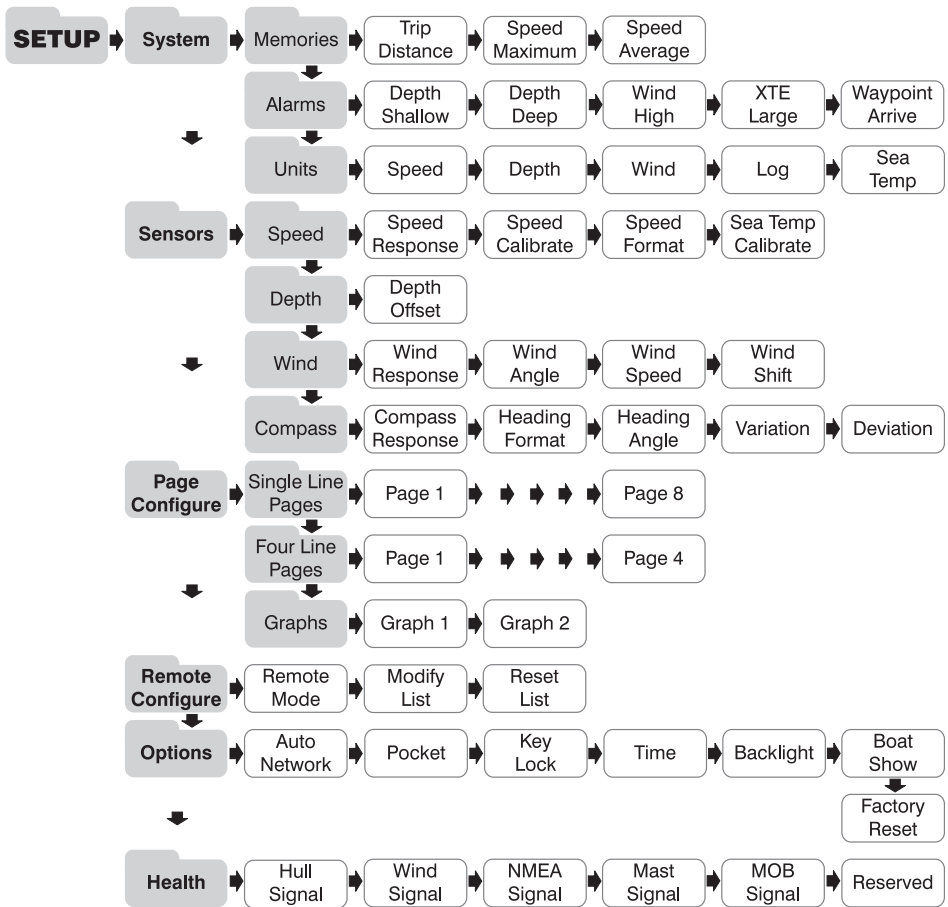 SETUP
System
Memories
Trip
Distance
Speed
Maximum
Speed
Average
Alarms
Depth
Shallow
Depth
Deep
Wind
High
XTE
Large
Waypoint
Arrive
Units
Speed
Depth
Wind
Log
Sea
Temp
Sensors
Speed
Speed
Response
Speed
Calibrate
Speed
Format
Sea Temp
Calibrate
Depth
Depth
Offset
Wind
Wind
Response
Wind
Angle
Wind
Speed
Wind
Shift
Compass
Compass
Response
Heading
Format
Heading
Angle
Variation
Deviation
Page
Configure
Single Line
Pages
Page 1
Page 8
Four Line
Pages
Page 1
Page 4
Graphs
Graph 1
Graph 2
Remote
Configure
Remote
Mode
Modify
List
Reset
List
Options
Auto
Network
Pocket
Key
Lock
Time
Backlight
Boat
Show
Factory
Reset
Health
Hull
Signal
Wind
Signal
NMEA
Signal
Mast
Signal
MOB
Signal
Reserved